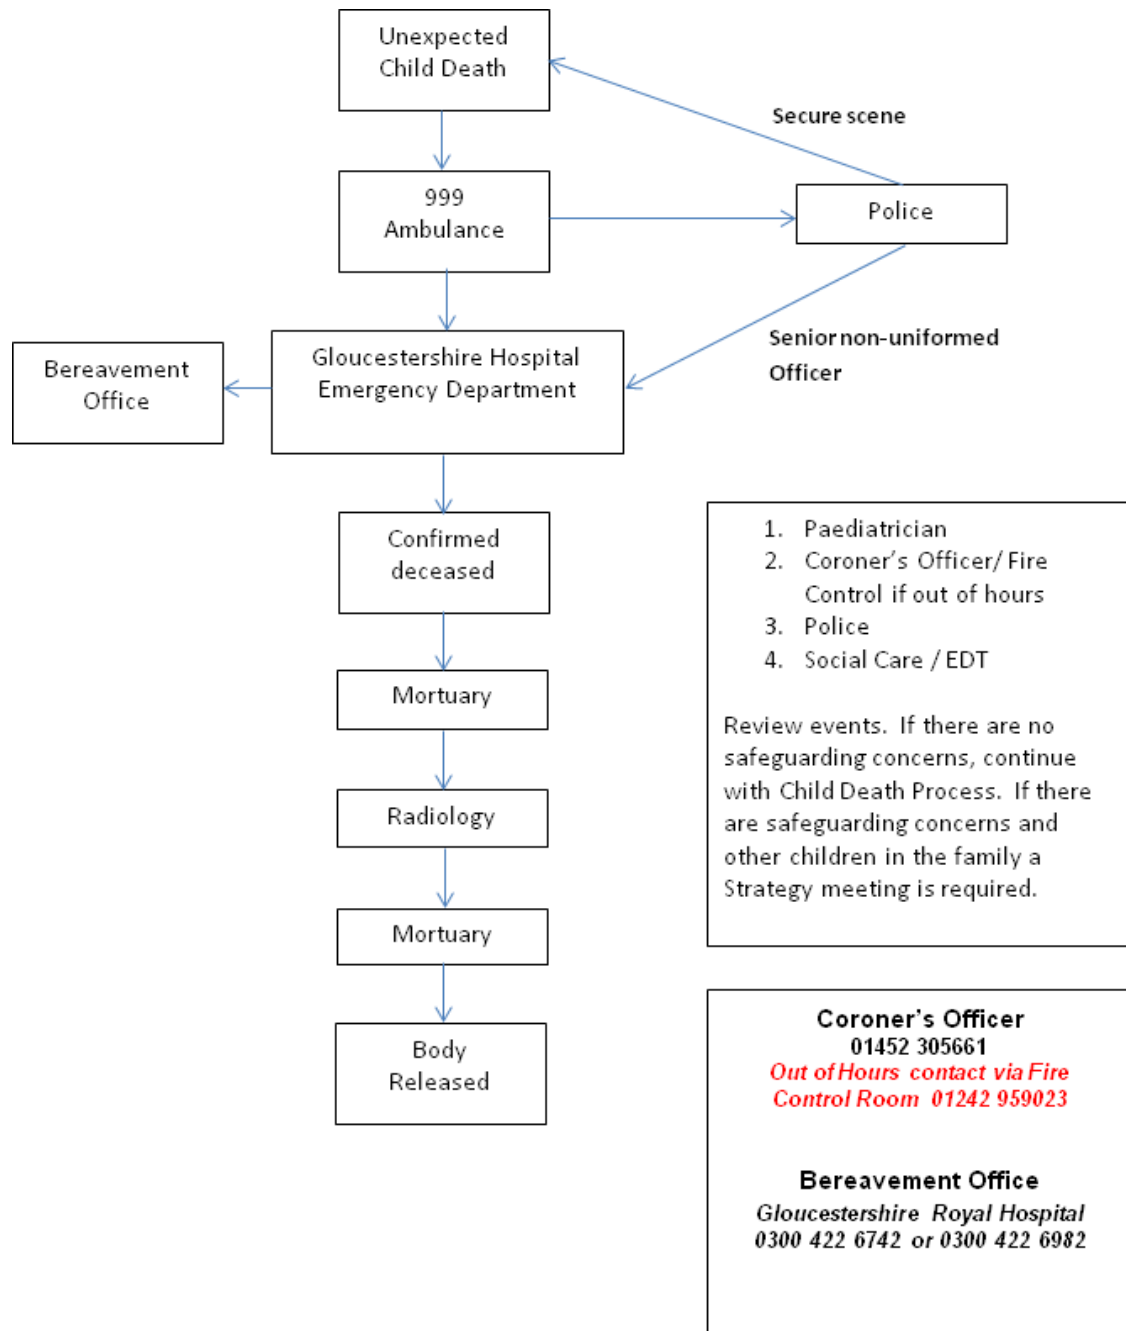 Unexpected
Child Death
Secure scene
999
Ambulance
Police
Senior non-uniformed
Officer
Bereavement
Office
Gloucestershire Hospital
Emergency Department
Confirmed
deceased
Mortuary
Radiology
Mortuary
Body
Released
1. Paediatrician
2. Coroner's Officer/ Fire
Control if out of hours
3. Police
4. Social Care / EDT
Review events. If there are no
safeguarding concerns, continue
with Child Death Process. If there
are safeguarding concerns and
other children in the family a
Strategy meeting is required.
Coroner's Officer
01452 305661
Out of Hours contact via Fire
Control Room 01242 959023
Bereavement Office
Gloucestershire Royal Hospital
0300 422 6742 or 0300 422 6982